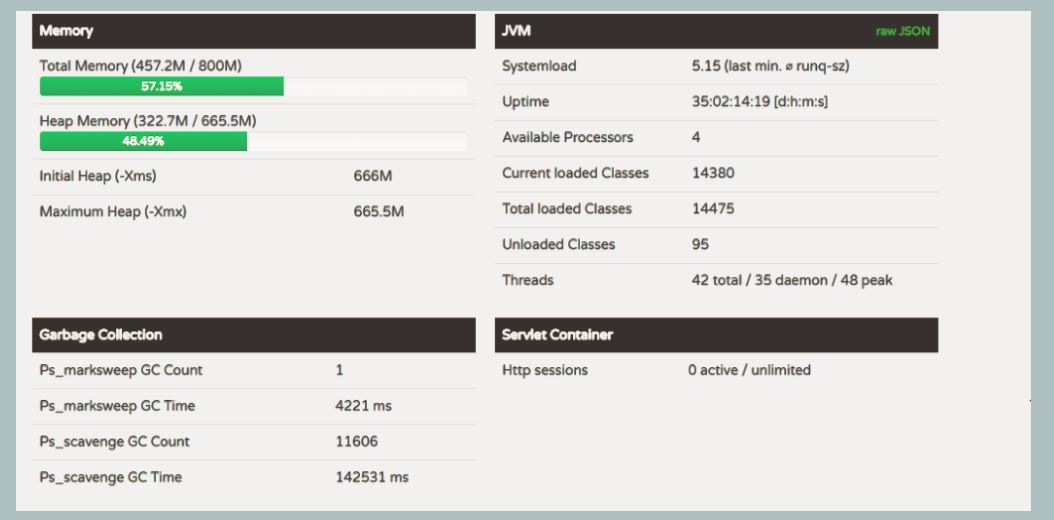 Memory
Total Memory (457.2M / 800M)
57.15%
Heap Memory (322.7M / 665.5M)
48.49%
Initial Heap (-Xms) 666M
Maximum Heap (-Xmx) 665.5M
JVM raw JSON
Systemload 5.15 (last min. ⌀ runq-sz)
Uptime 35:02:14:19 [d:h:m:s]
Available Processors 4
Current loaded Classes 14380
Total loaded Classes 14475
Unloaded Classes 95
Threads 42 total / 35 daemon / 48 peak
Garbage Collection
Ps_marksweep GC Count 1
Ps_marksweep GC Time 4221 ms
Ps_scavenge GC Count 11606
Ps_scavenge GC Time 142531 ms
Servlet Container
Http sessions 0 active / unlimited